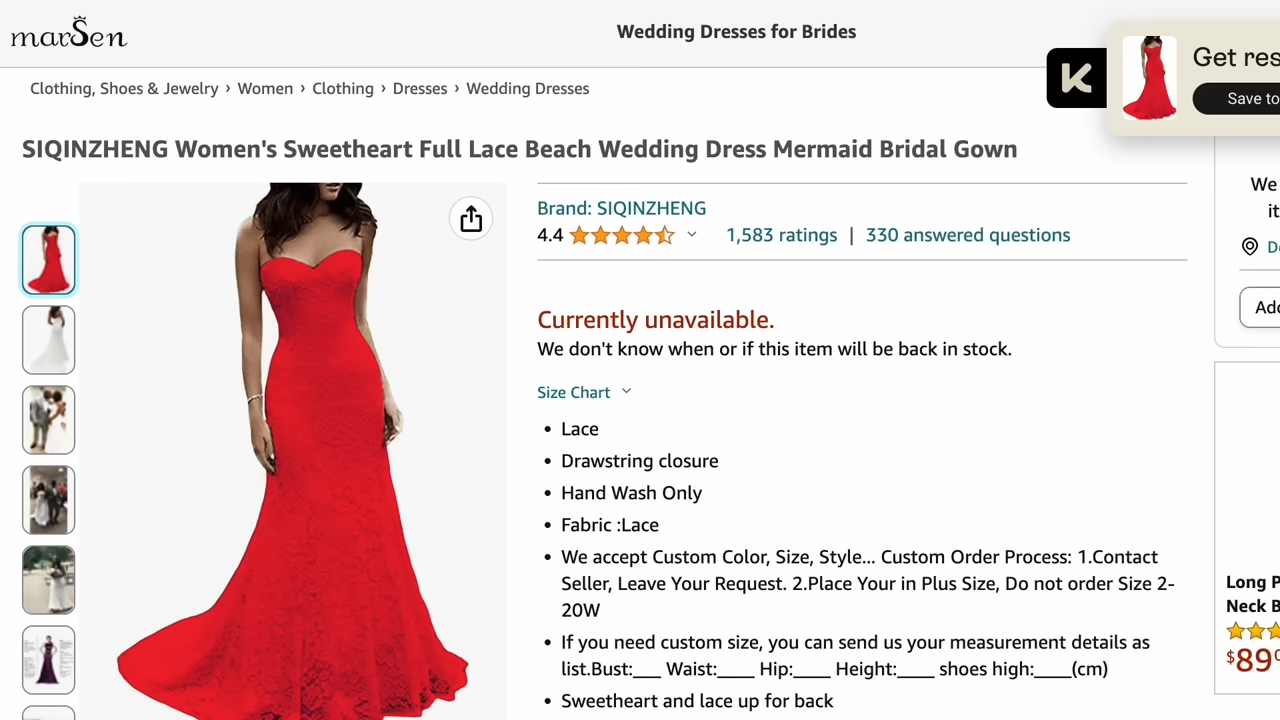 marSen
Wedding Dresses for Brides
Get res
Save to
Clothing, Shoes & Jewelry › Women › Clothing › Dresses › Wedding Dresses
SIQINZHENG Women's Sweetheart Full Lace Beach Wedding Dress Mermaid Bridal Gown
Brand: SIQINZHENG
4.4
1,583 ratings | 330 answered questions
Currently unavailable.
We don't know when or if this item will be back in stock.
Size Chart
• Lace
• Drawstring closure
• Hand Wash Only
• Fabric :Lace
• We accept Custom Color, Size, Style... Custom Order Process: 1.Contact
Seller, Leave Your Request. 2.Place Your in Plus Size, Do not order Size 2-
20W
• If you need custom size, you can send us your measurement details as
list.Bust:___ Waist:____ Hip:____ Height:____ shoes high:____(cm)
• Sweetheart and lace up for back
We
it
De
Add
Long P
Neck B
$89